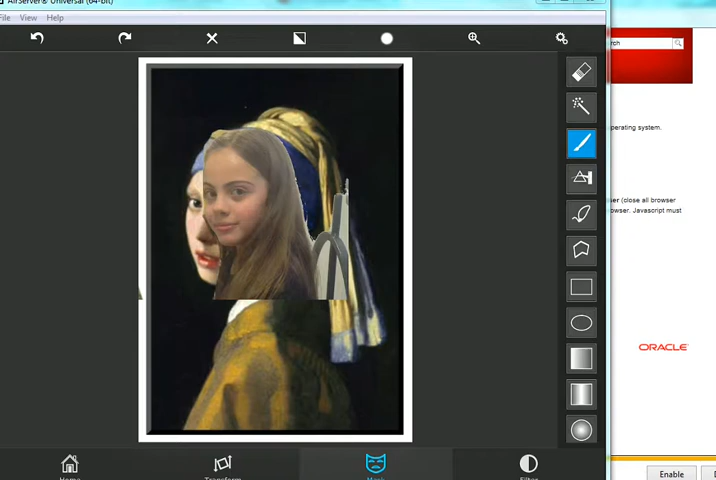 AirServer® Universal (64-bit)
File View Help
rch
perating system.
ser (close all browser
owser. Javascript must
ORACLE
Enable
Home Transform Mask Filter